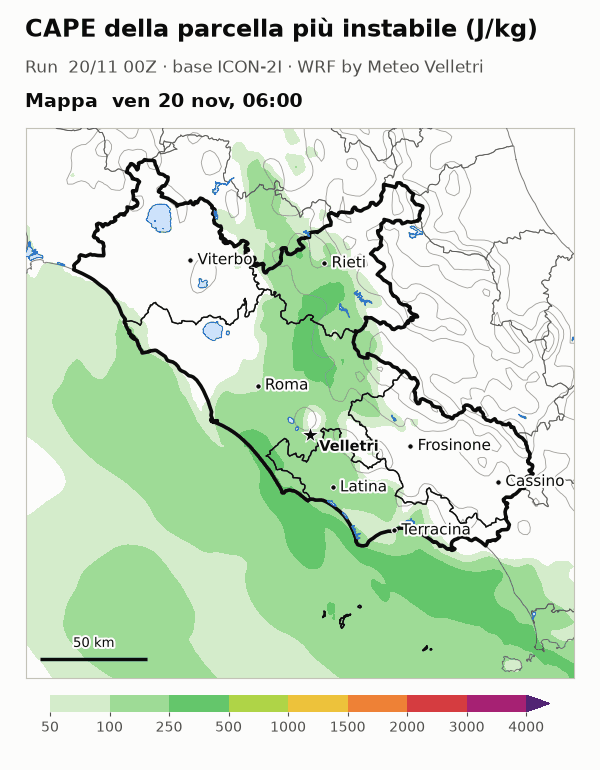 CAPE della parcella più instabile (J/kg)
Run  20/11 00Z · base ICON-2I · WRF by Meteo Velletri
Mappa  ven 20 nov, 06:00
Viterbo
Rieti
Roma
Velletri
Frosinone
Cassino
Latina
Terracina
50 km
50 100 250 500 1000 1500 2000 3000 4000